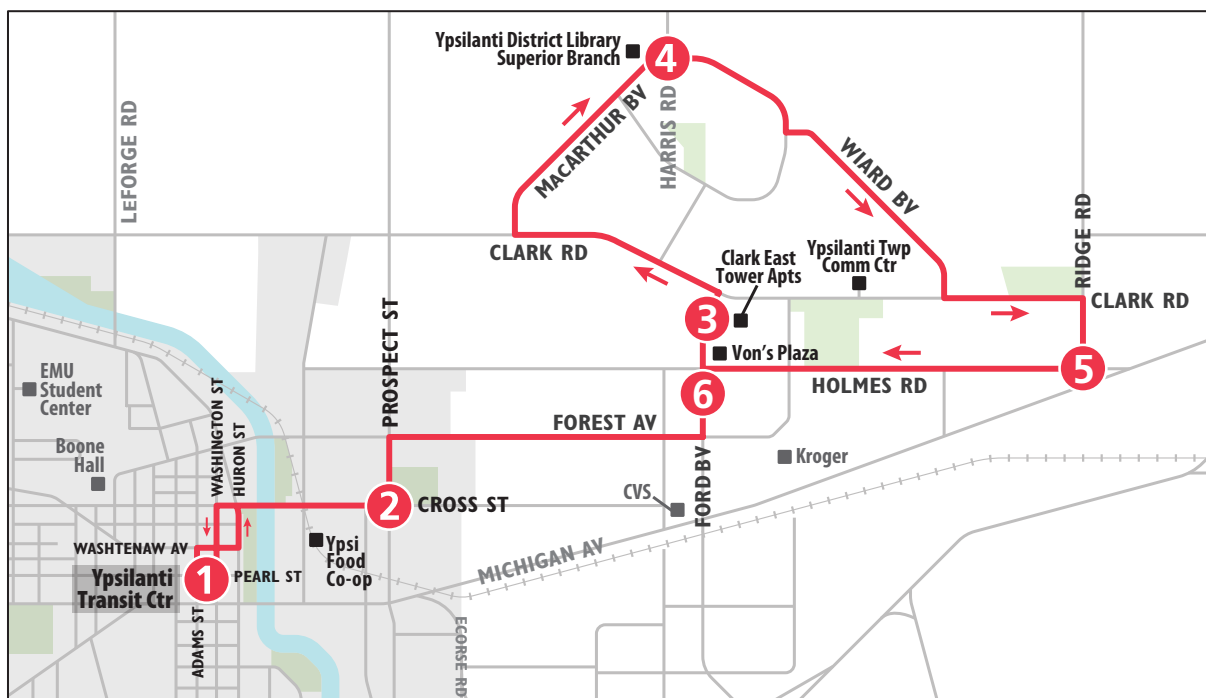 Ypsilanti District Library
Superior Branch
4
LEFORGE RD
MACARTHUR BV
HARRIS RD
WIARD BV
RIDGE RD
CLARK RD
Clark East
Tower Apts
Ypsilanti Twp
Comm Ctr
CLARK RD
3
Von's Plaza
5
HOLMES RD
6
PROSPECT ST
EMU
Student
Center
Boone
Hall
WASHINGTON ST
HURON ST
FOREST AV
FORD BV
Kroger
CVS
2
CROSS ST
WASHTENAW AV
Ypsi
Food
Co-op
MICHIGAN AV
1
PEARL ST
Ypsilanti
Transit Ctr
ADAMS ST
ECORSE RD